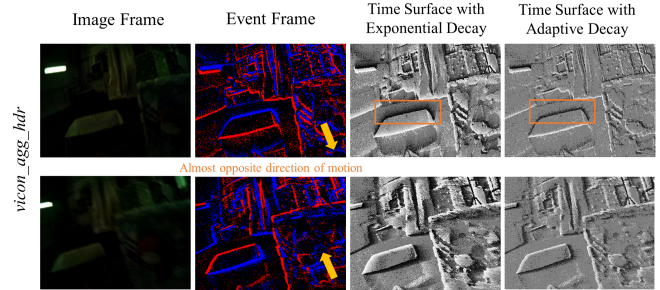 Image Frame
Event Frame
Time Surface with
Exponential Decay
Time Surface with
Adaptive Decay
vicon_agg_hdr
Almost opposite direction of motion